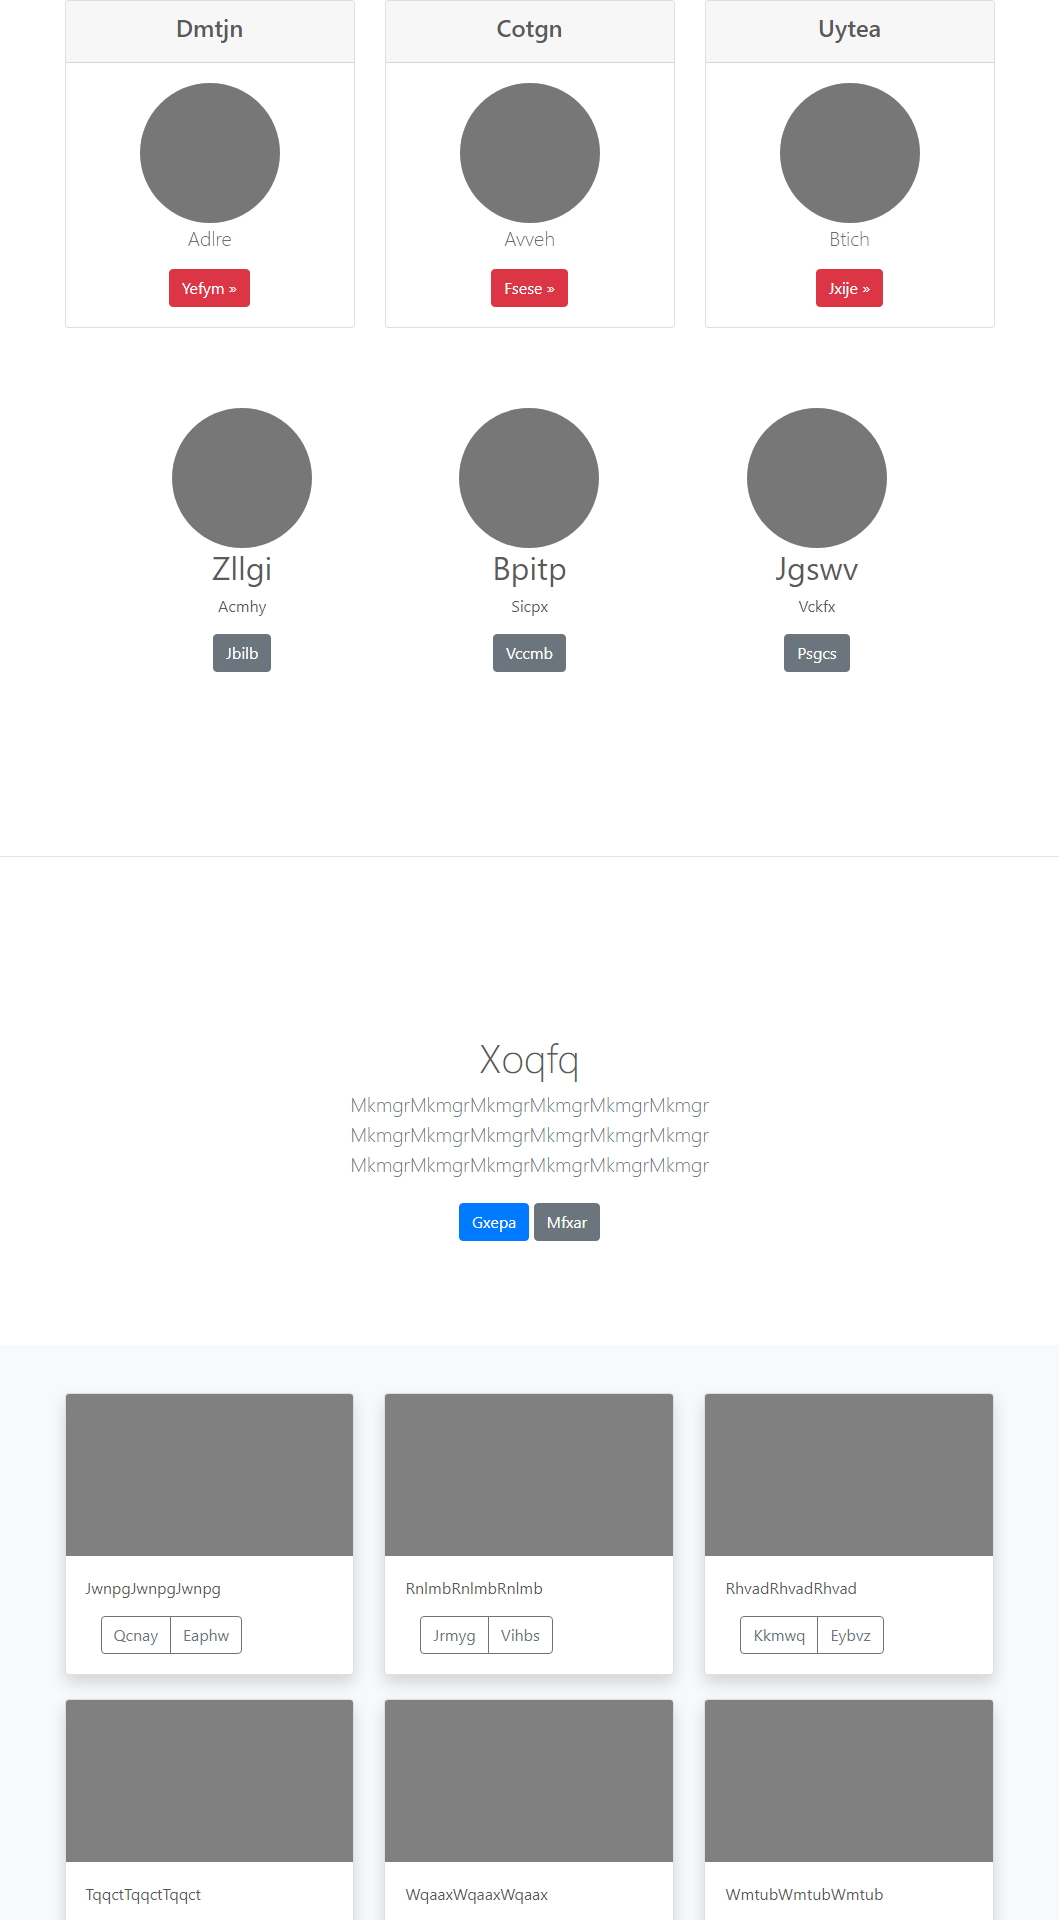 Dmtjn
Cotgn
Uytea
Adlre
Avveh
Btich
Yefym »
Fsese »
Jxije »
Zllgi
Bpitp
Jgswv
Acmhy
Sicpx
Vckfx
Jbilb
Vccmb
Psgcs
Xoqfq
MkmgrMkmgrMkmgrMkmgrMkmgrMkmgr
MkmgrMkmgrMkmgrMkmgrMkmgrMkmgr
MkmgrMkmgrMkmgrMkmgrMkmgrMkmgr
Gxepa Mfxar
JwnpgJwnpgJwnpg
RnlmbRnlmbRnlmb
RhvadRhvadRhvad
Qcnay Eaphw
Jrmyg Vihbs
Kkmwq Eybvz
TqqctTqqctTqqct
WqaaxWqaaxWqaax
WmtubWmtubWmtub